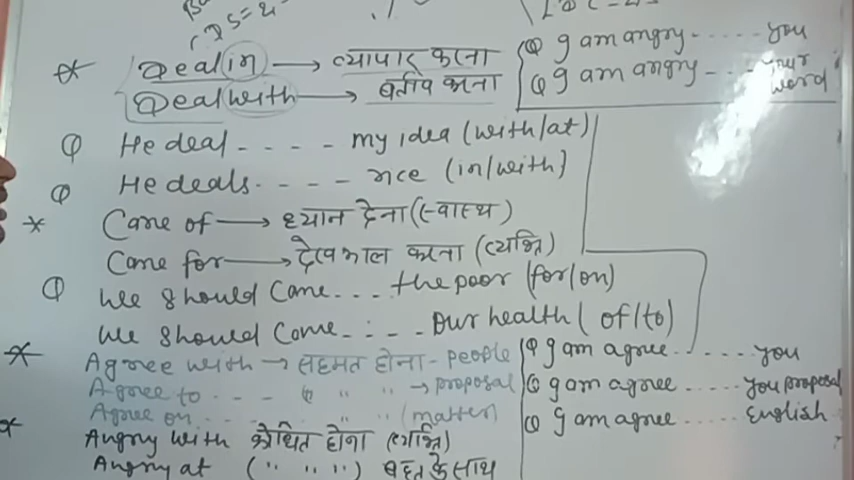 Deal in → व्यापार करना
Deal with → बर्ताव करना
Q I am angry ..... you
Q I am angry ... your word
Q He deal .... my idea (with/at)
Q He deals .... rice (in/with)
* Care of → ध्यान देना (स्वास्थ)
Care for → देखभाल करना (व्यक्ति)
Q We should care ... the poor (for/on)
We should care .... our health (of/to)
* Agree with → सहमत होना - people
Agree to ... " " " → proposal
Agree on ... " " (matter)
* Angry with क्रोधित होना (व्यक्ति)
Angry at (" " ")
Q I am agree ...... you
Q I am agree ..... you proposal
Q I am agree ..... English